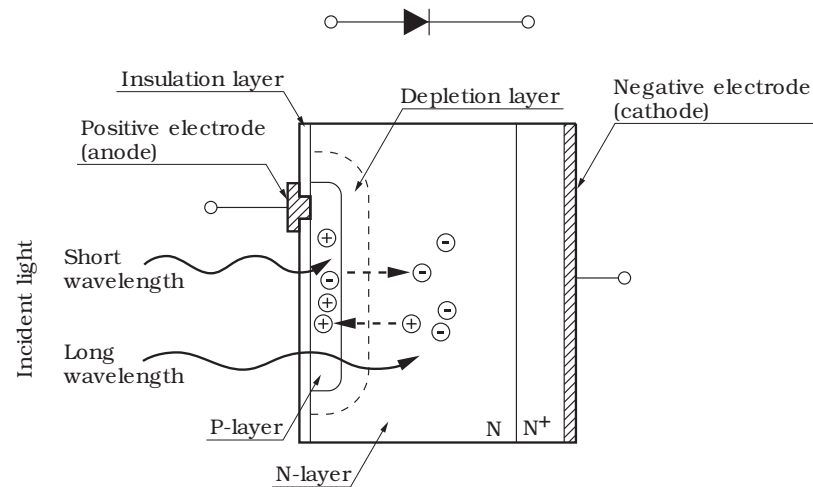 Insulation layer
Depletion layer
Negative electrode
(cathode)
Positive electrode
(anode)
Incident light
Short
wavelength
Long
wavelength
P-layer
N
N+
N-layer